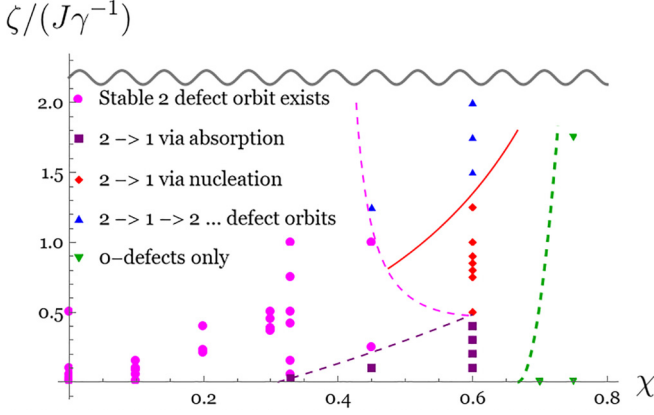 ζ/(Jγ⁻¹)
2.0
Stable 2 defect orbit exists
2 –> 1 via absorption
1.5
2 –> 1 via nucleation
2 –> 1 –> 2 ... defect orbits
1.0
0–defects only
0.5
0.2 0.4 0.6 0.8
χ